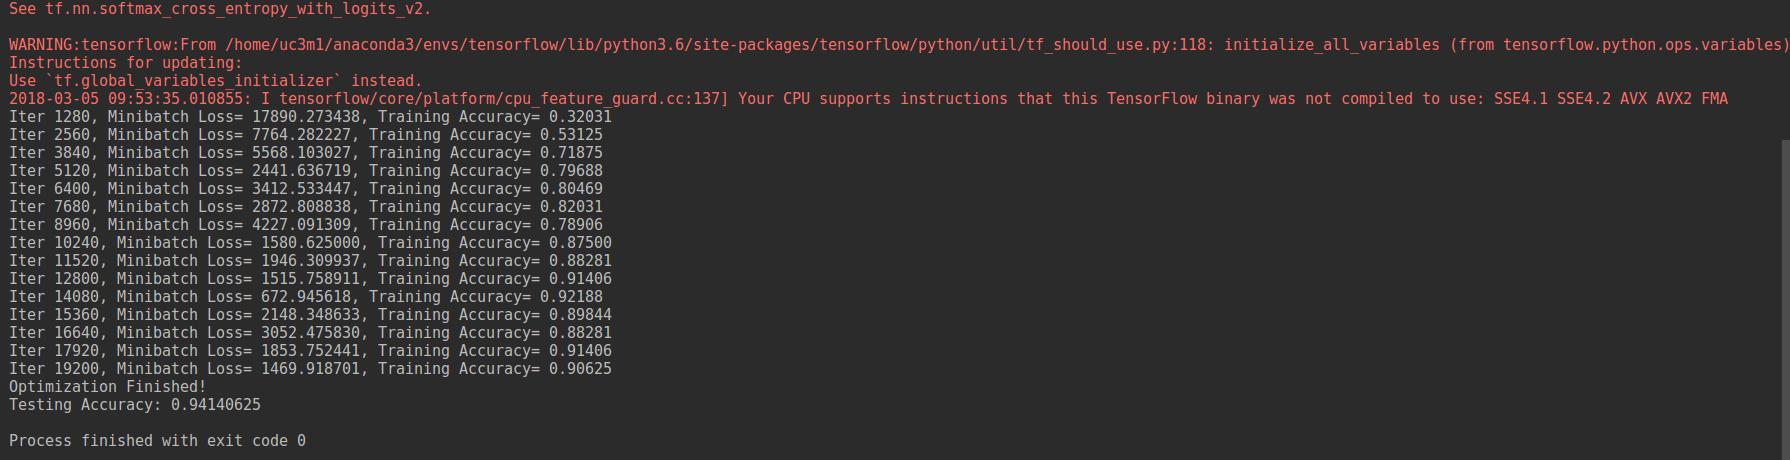 See tf.nn.softmax_cross_entropy_with_logits_v2.
WARNING:tensorflow:From /home/uc3m1/anaconda3/envs/tensorflow/lib/python3.6/site-packages/tensorflow/python/util/tf_should_use.py:118: initialize_all_variables (from tensorflow.python.ops.variables)
Instructions for updating:
Use `tf.global_variables_initializer` instead.
2018-03-05 09:53:35.010855: I tensorflow/core/platform/cpu_feature_guard.cc:137] Your CPU supports instructions that this TensorFlow binary was not compiled to use: SSE4.1 SSE4.2 AVX AVX2 FMA
Iter 1280, Minibatch Loss= 17890.273438, Training Accuracy= 0.32031
Iter 2560, Minibatch Loss= 7764.282227, Training Accuracy= 0.53125
Iter 3840, Minibatch Loss= 5568.103027, Training Accuracy= 0.71875
Iter 5120, Minibatch Loss= 2441.636719, Training Accuracy= 0.79688
Iter 6400, Minibatch Loss= 3412.533447, Training Accuracy= 0.80469
Iter 7680, Minibatch Loss= 2872.808838, Training Accuracy= 0.82031
Iter 8960, Minibatch Loss= 4227.091309, Training Accuracy= 0.78906
Iter 10240, Minibatch Loss= 1580.625000, Training Accuracy= 0.87500
Iter 11520, Minibatch Loss= 1946.309937, Training Accuracy= 0.88281
Iter 12800, Minibatch Loss= 1515.758911, Training Accuracy= 0.91406
Iter 14080, Minibatch Loss= 672.945618, Training Accuracy= 0.92188
Iter 15360, Minibatch Loss= 2148.348633, Training Accuracy= 0.89844
Iter 16640, Minibatch Loss= 3052.475830, Training Accuracy= 0.88281
Iter 17920, Minibatch Loss= 1853.752441, Training Accuracy= 0.91406
Iter 19200, Minibatch Loss= 1469.918701, Training Accuracy= 0.90625
Optimization Finished!
Testing Accuracy: 0.94140625
Process finished with exit code 0